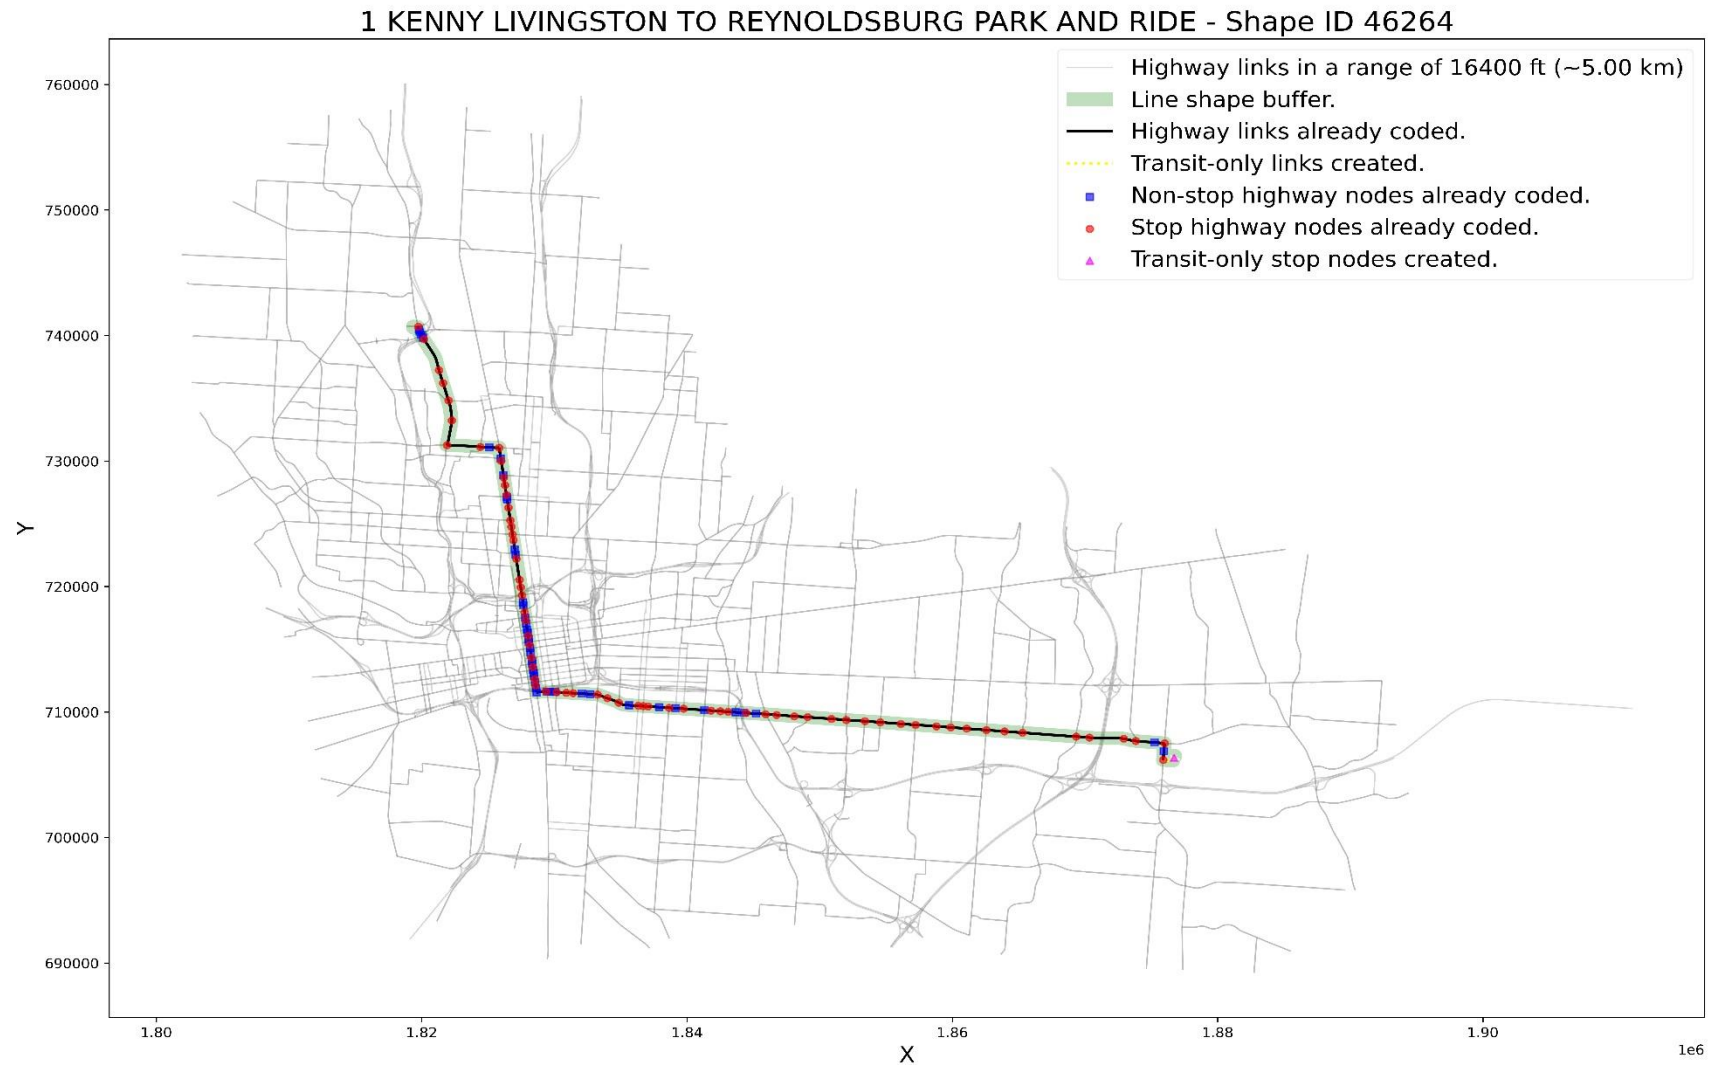 1 KENNY LIVINGSTON TO REYNOLDSBURG PARK AND RIDE - Shape ID 46264
Highway links in a range of 16400 ft (~5.00 km)
Line shape buffer.
Highway links already coded.
Transit-only links created.
Non-stop highway nodes already coded.
Stop highway nodes already coded.
Transit-only stop nodes created.
760000
750000
740000
730000
720000
710000
700000
690000
Y
1.80
1.82
1.84
1.86
1.88
1.90
1e6
X